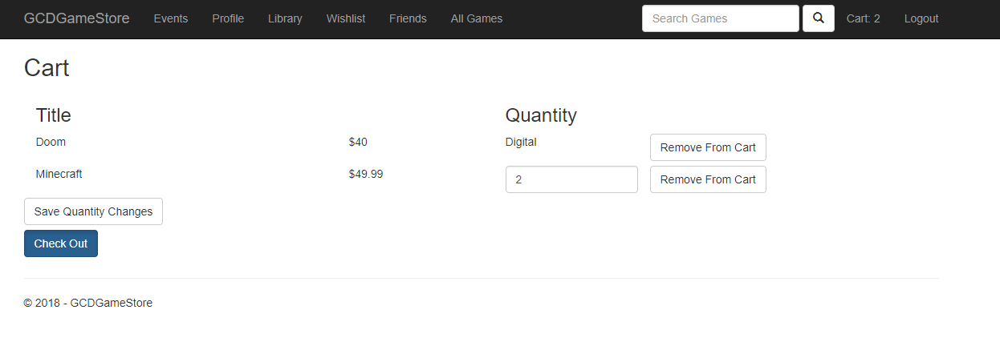 GCDGameStore Events Profile Library Wishlist Friends All Games Search Games Cart: 2 Logout
Cart
Title Quantity
Doom $40 Digital Remove From Cart
Minecraft $49.99 2 Remove From Cart
Save Quantity Changes
Check Out
© 2018 - GCDGameStore